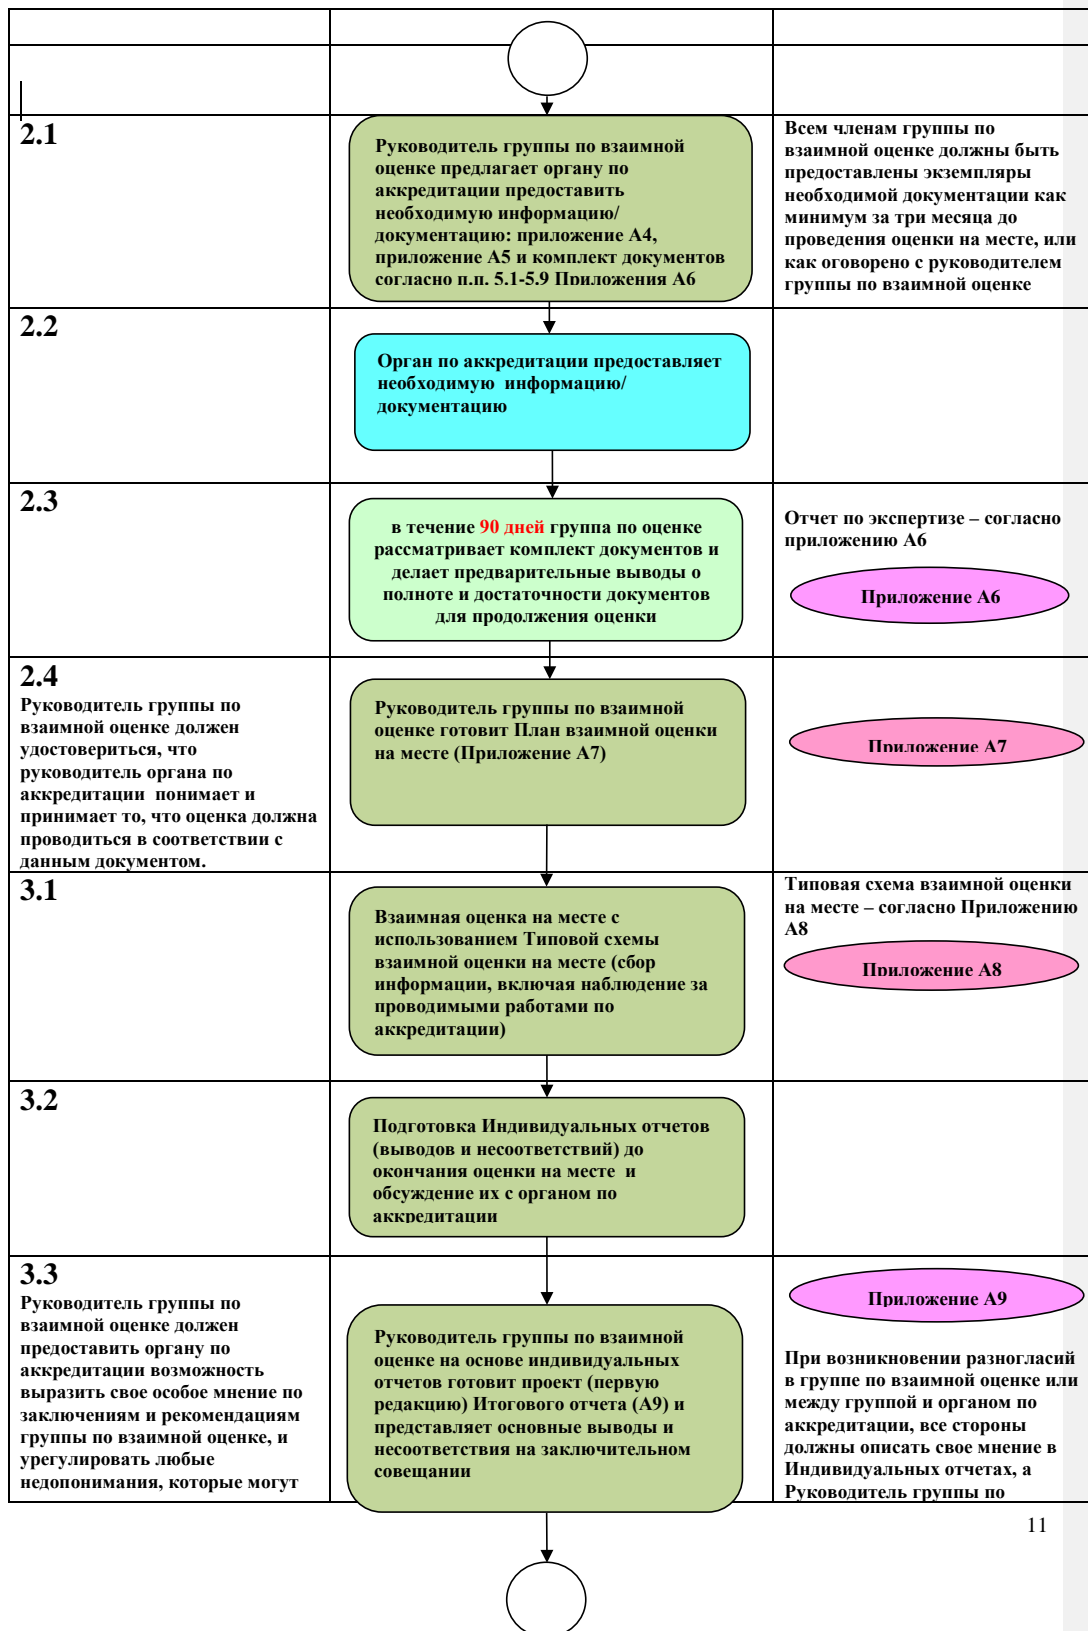 2.1
Руководитель группы по взаимной
оценке предлагает органу по
аккредитации предоставить
необходимую информацию/
документацию: приложение А4,
приложение А5 и комплект документов
согласно п.п. 5.1-5.9 Приложения А6
Всем членам группы по
взаимной оценке должны быть
предоставлены экземпляры
необходимой документации как
минимум за три месяца до
проведения оценки на месте, или
как оговорено с руководителем
группы по взаимной оценке
2.2
Орган по аккредитации предоставляет
необходимую информацию/
документацию
2.3
в течение 90 дней группа по оценке
рассматривает комплект документов и
делает предварительные выводы о
полноте и достаточности документов
для продолжения оценки
Отчет по экспертизе – согласно
приложению А6
Приложение А6
2.4
Руководитель группы по
взаимной оценке должен
удостовериться, что
руководитель органа по
аккредитации понимает и
принимает то, что оценка должна
проводиться в соответствии с
данным документом.
Руководитель группы по взаимной
оценке готовит План взаимной оценки
на месте (Приложение А7)
Приложение А7
3.1
Взаимная оценка на месте с
использованием Типовой схемы
взаимной оценки на месте (сбор
информации, включая наблюдение за
проводимыми работами по
аккредитации)
Типовая схема взаимной оценки
на месте – согласно Приложению
А8
Приложение А8
3.2
Подготовка Индивидуальных отчетов
(выводов и несоответствий) до
окончания оценки на месте и
обсуждение их с органом по
аккредитации
3.3
Руководитель группы по
взаимной оценке должен
предоставить органу по
аккредитации возможность
выразить свое особое мнение по
заключениям и рекомендациям
группы по взаимной оценке, и
урегулировать любые
недопонимания, которые могут
Руководитель группы по взаимной
оценке на основе индивидуальных
отчетов готовит проект (первую
редакцию) Итогового отчета (А9) и
представляет основные выводы и
несоответствия на заключительном
совещании
Приложение А9
При возникновении разногласий
в группе по взаимной оценке или
между группой и органом по
аккредитации, все стороны
должны описать свое мнение в
Индивидуальных отчетах, а
Руководитель группы по
11